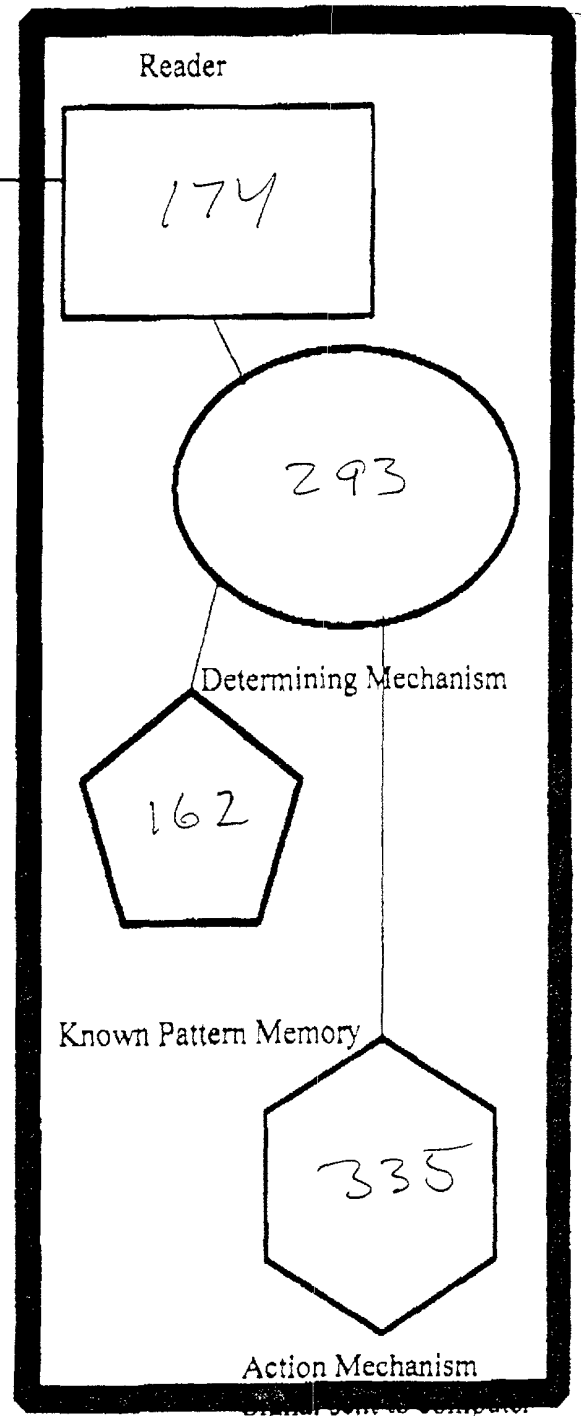 Reader
174
293
Determining Mechanism
162
Known Pattern Memory
335
Action Mechanism